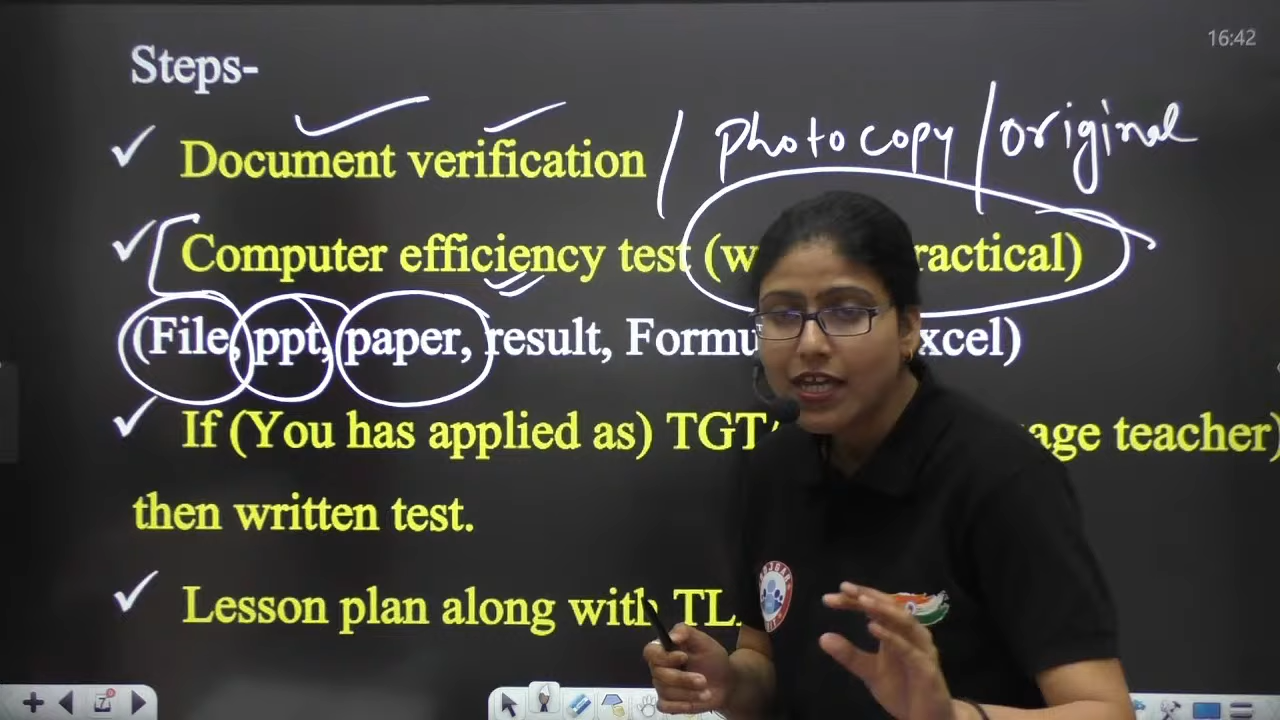 16:42
Steps-
Document verification / Photocopy / Original
Computer efficiency test ( ractical)
(File, ppt, paper, result, Formu xcel)
If (You has applied as) TGT age teacher)
then written test.
Lesson plan along with TL